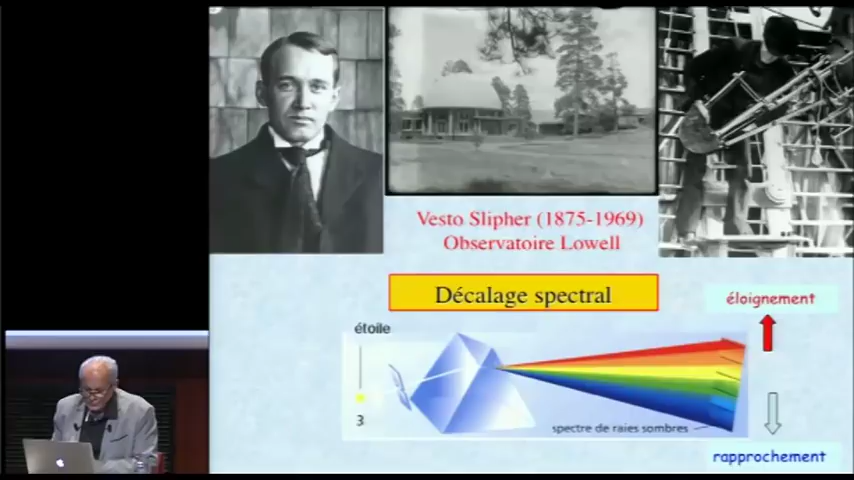 Vesto Slipher (1875-1969)
Observatoire Lowell
Décalage spectral
éloignement
étoile
3
spectre de raies sombres
rapprochement